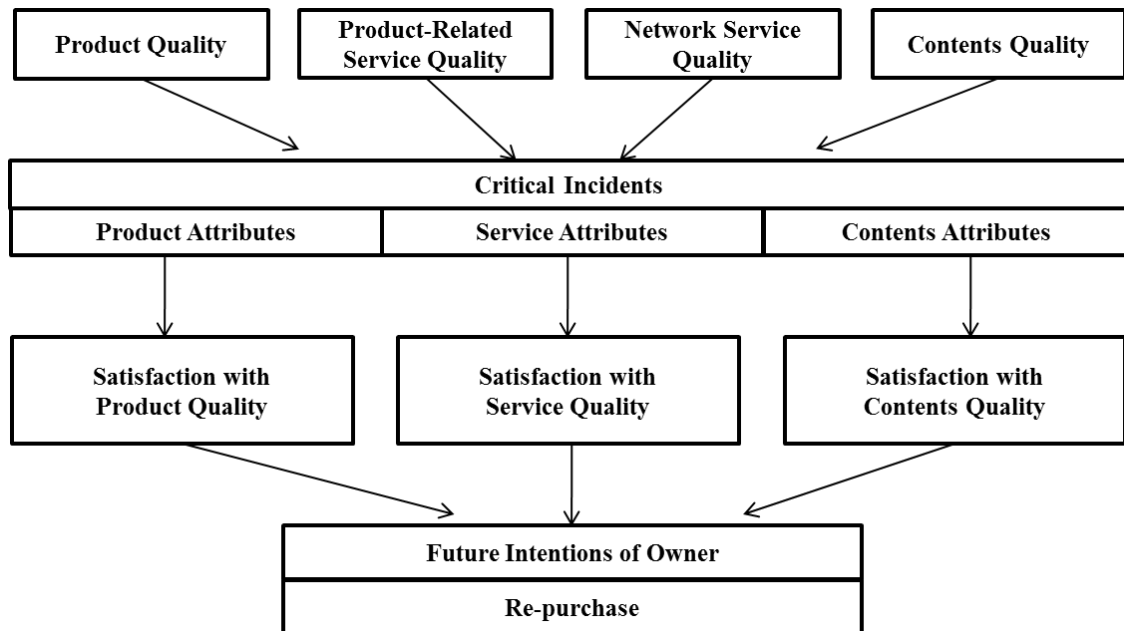 Product Quality
Product-Related
Service Quality
Network Service
Quality
Contents Quality
Critical Incidents
Product Attributes
Service Attributes
Contents Attributes
Satisfaction with
Product Quality
Satisfaction with
Service Quality
Satisfaction with
Contents Quality
Future Intentions of Owner
Re-purchase